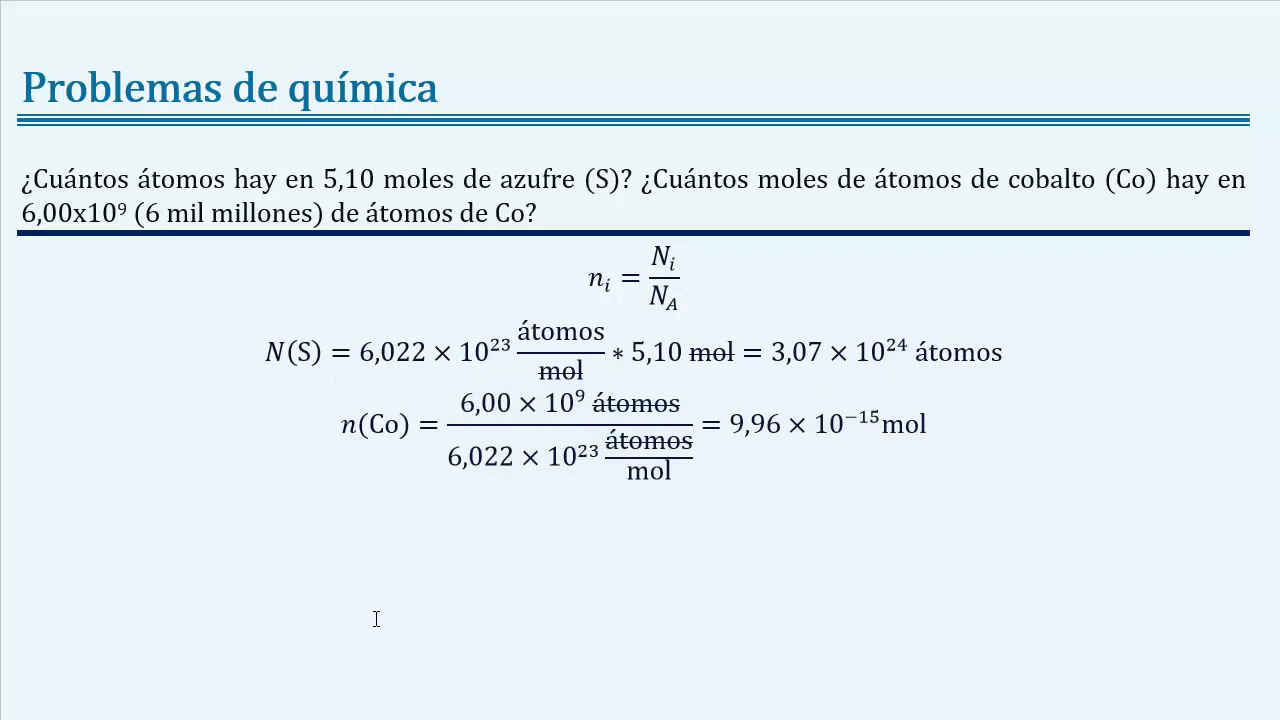 Problemas de química
¿Cuántos átomos hay en 5,10 moles de azufre (S)? ¿Cuántos moles de átomos de cobalto (Co) hay en
6,00x10⁹ (6 mil millones) de átomos de Co?
nᵢ = Nᵢ / N_A
N(S) = 6,022 × 10²³ átomos/mol ∗ 5,10 mol = 3,07 × 10²⁴ átomos
n(Co) = 6,00 × 10⁹ átomos / 6,022 × 10²³ átomos/mol = 9,96 × 10⁻¹⁵mol